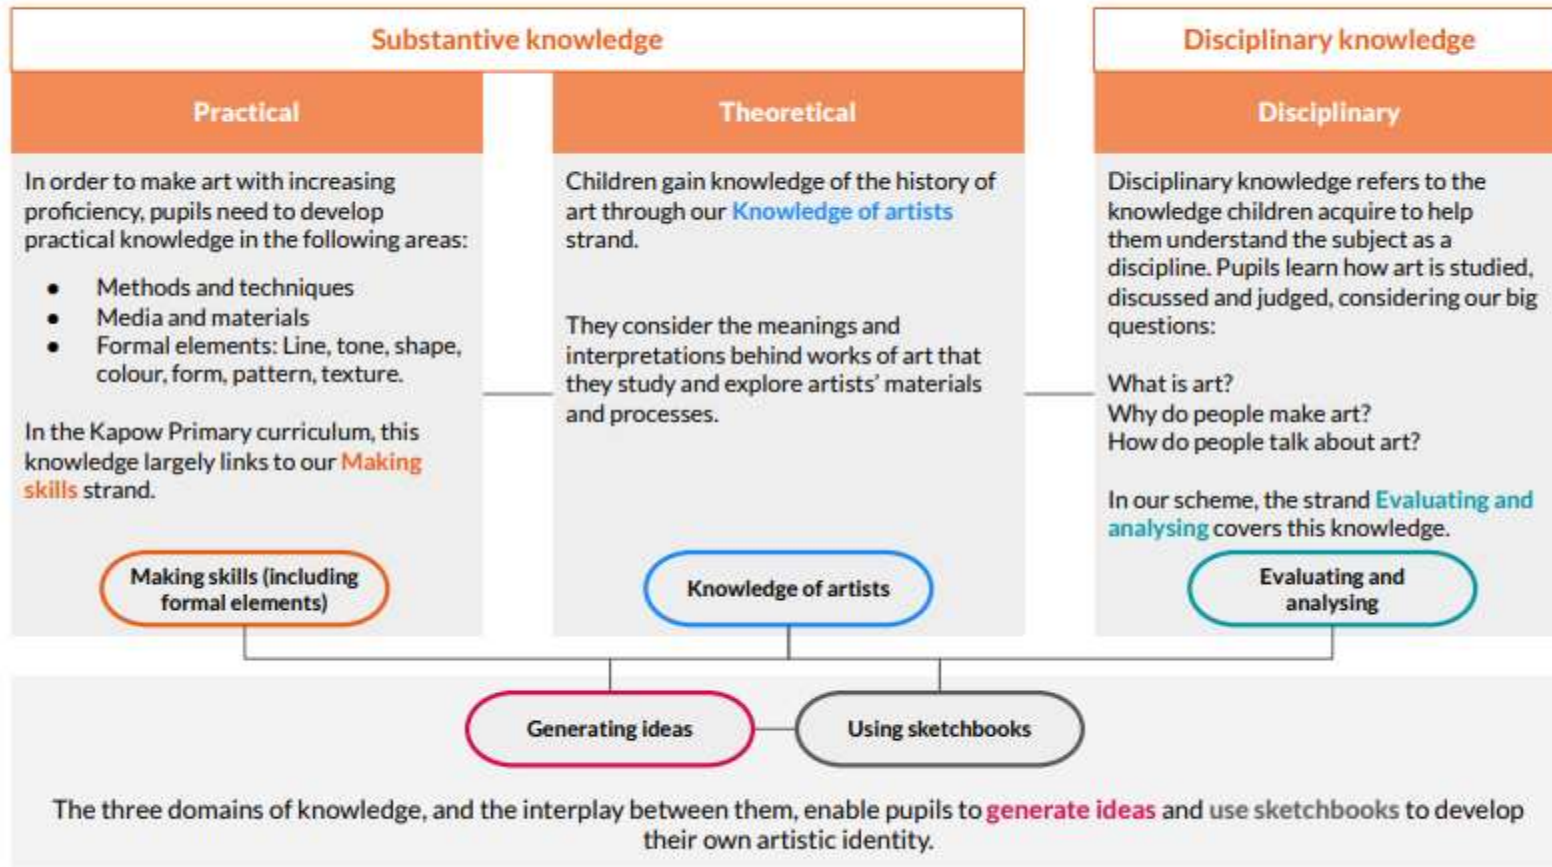 Substantive knowledge
Disciplinary knowledge
Practical
Theoretical
Disciplinary
In order to make art with increasing
proficiency, pupils need to develop
practical knowledge in the following areas:
● Methods and techniques
● Media and materials
● Formal elements: Line, tone, shape,
colour, form, pattern, texture.
In the Kapow Primary curriculum, this
knowledge largely links to our Making
skills strand.
Making skills (including
formal elements)
Children gain knowledge of the history of
art through our Knowledge of artists
strand.
They consider the meanings and
interpretations behind works of art that
they study and explore artists' materials
and processes.
Knowledge of artists
Disciplinary knowledge refers to the
knowledge children acquire to help
them understand the subject as a
discipline. Pupils learn how art is studied,
discussed and judged, considering our big
questions:
What is art?
Why do people make art?
How do people talk about art?
In our scheme, the strand Evaluating and
analysing covers this knowledge.
Evaluating and
analysing
Generating ideas
Using sketchbooks
The three domains of knowledge, and the interplay between them, enable pupils to generate ideas and use sketchbooks to develop
their own artistic identity.